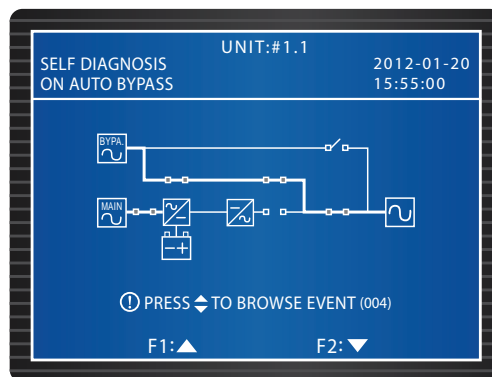 UNIT:#1.1
SELF DIAGNOSIS 2012-01-20
ON AUTO BYPASS 15:55:00
BYPA.
MAIN
PRESS TO BROWSE EVENT (004)
F1: F2: